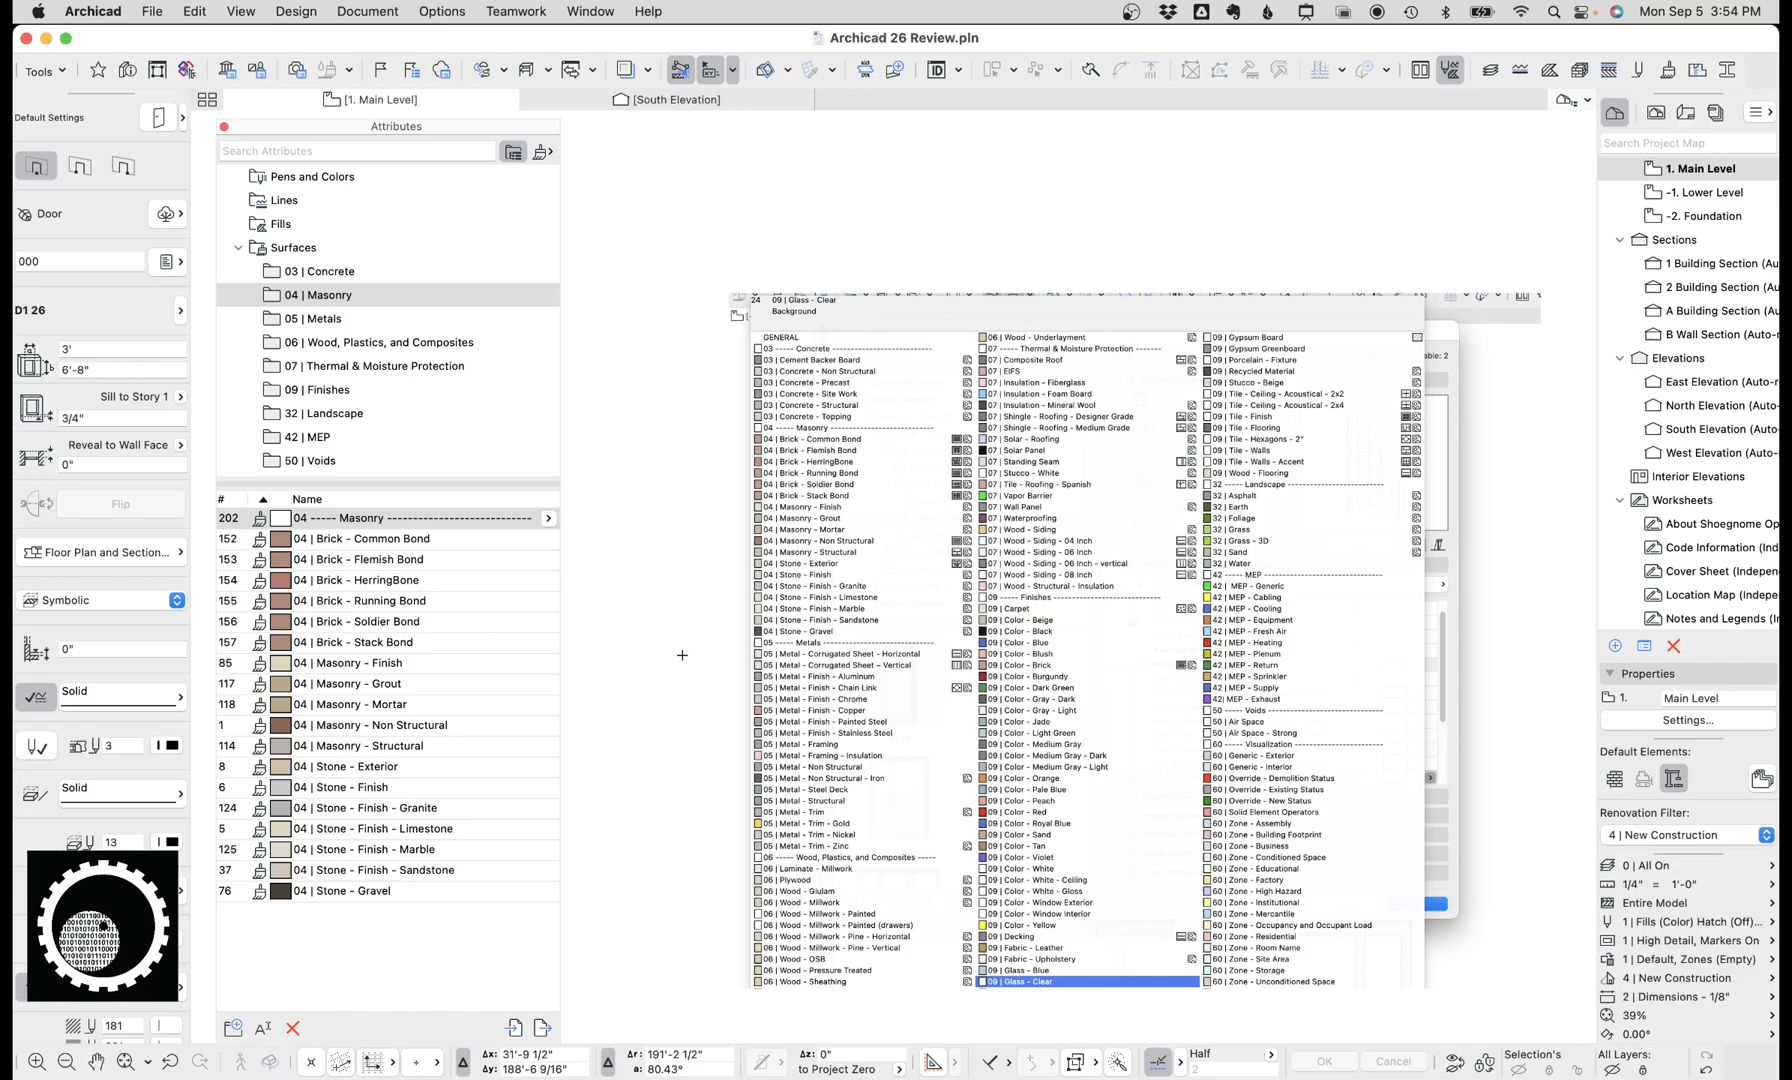 Archicad File Edit View Design Document Options Teamwork Window Help
Mon Sep 5 3:54 PM
Archicad 26 Review.pln
Tools
[1. Main Level]
[South Elevation]
Default Settings
Door
000
D1 26
3'
6'-8"
Sill to Story 1
3/4"
Reveal to Wall Face
0"
Flip
Floor Plan and Section...
Symbolic
0"
Solid
3
Solid
13
181
Attributes
Search Attributes
Pens and Colors
Lines
Fills
Surfaces
03 | Concrete
04 | Masonry
05 | Metals
06 | Wood, Plastics, and Composites
07 | Thermal & Moisture Protection
09 | Finishes
32 | Landscape
42 | MEP
50 | Voids
# Name
202 04 ----- Masonry --------------------------------
152 04 | Brick - Common Bond
153 04 | Brick - Flemish Bond
154 04 | Brick - HerringBone
155 04 | Brick - Running Bond
156 04 | Brick - Soldier Bond
157 04 | Brick - Stack Bond
85 04 | Masonry - Finish
117 04 | Masonry - Grout
118 04 | Masonry - Mortar
1 04 | Masonry - Non Structural
114 04 | Masonry - Structural
8 04 | Stone - Exterior
6 04 | Stone - Finish
124 04 | Stone - Finish - Granite
5 04 | Stone - Finish - Limestone
125 04 | Stone - Finish - Marble
37 04 | Stone - Finish - Sandstone
76 04 | Stone - Gravel
24 09 | Glass - Clear
Background
GENERAL
03 ----- Concrete --------------------------------
03 | Cement Backer Board
03 | Concrete - Non Structural
03 | Concrete - Precast
03 | Concrete - Site Work
03 | Concrete - Structural
03 | Concrete - Topping
04 ----- Masonry --------------------------------
04 | Brick - Common Bond
04 | Brick - Flemish Bond
04 | Brick - HerringBone
04 | Brick - Running Bond
04 | Brick - Soldier Bond
04 | Brick - Stack Bond
04 | Masonry - Finish
04 | Masonry - Grout
04 | Masonry - Mortar
04 | Masonry - Non Structural
04 | Masonry - Structural
04 | Stone - Exterior
04 | Stone - Finish
04 | Stone - Finish - Granite
04 | Stone - Finish - Limestone
04 | Stone - Finish - Marble
04 | Stone - Finish - Sandstone
04 | Stone - Gravel
05 ----- Metals --------------------------------
05 | Metal - Corrugated Sheet - Horizontal
05 | Metal - Corrugated Sheet – Vertical
05 | Metal - Finish - Aluminum
05 | Metal - Finish - Chain Link
05 | Metal - Finish - Chrome
05 | Metal - Finish - Copper
05 | Metal - Finish - Painted Steel
05 | Metal - Finish - Stainless Steel
05 | Metal - Framing
05 | Metal - Framing - Insulation
05 | Metal - Non Structural
05 | Metal - Non Structural - Iron
05 | Metal - Steel Deck
05 | Metal - Structural
05 | Metal - Trim
05 | Metal - Trim - Gold
05 | Metal - Trim - Nickel
05 | Metal - Trim - Zinc
06 ----- Wood, Plastics, and Composites -----
06 | Laminate - Millwork
06 | Plywood
06 | Wood - Glulam
06 | Wood - Millwork
06 | Wood - Millwork - Painted
06 | Wood - Millwork - Painted (drawers)
06 | Wood - Millwork - Pine - Horizontal
06 | Wood - Millwork - Pine - Vertical
06 | Wood - OSB
06 | Wood - Pressure Treated
06 | Wood - Sheathing
06 | Wood - Underlayment
07 ----- Thermal & Moisture Protection --------
07 | Composite Roof
07 | EIFS
07 | Insulation - Fiberglass
07 | Insulation - Foam Board
07 | Insulation - Mineral Wool
07 | Shingle - Roofing - Designer Grade
07 | Shingle - Roofing - Medium Grade
07 | Solar - Roofing
07 | Solar Panel
07 | Standing Seam
07 | Stucco - White
07 | Tile - Roofing - Spanish
07 | Vapor Barrier
07 | Wall Panel
07 | Waterproofing
07 | Wood - Siding
07 | Wood - Siding - 04 Inch
07 | Wood - Siding - 06 Inch
07 | Wood - Siding - 06 Inch - vertical
07 | Wood - Siding - 08 Inch
07 | Wood - Structural - Insulation
09 ----- Finishes --------------------------------
09 | Carpet
09 | Color - Beige
09 | Color - Black
09 | Color - Blue
09 | Color - Blush
09 | Color - Brick
09 | Color - Burgundy
09 | Color - Dark Green
09 | Color - Gray - Dark
09 | Color - Gray - Light
09 | Color - Jade
09 | Color - Light Green
09 | Color - Medium Gray
09 | Color - Medium Gray - Dark
09 | Color - Medium Gray - Light
09 | Color - Orange
09 | Color - Pale Blue
09 | Color - Peach
09 | Color - Red
09 | Color - Royal Blue
09 | Color - Sand
09 | Color - Tan
09 | Color - Violet
09 | Color - White
09 | Color - White - Ceiling
09 | Color - White - Gloss
09 | Color - Window Exterior
09 | Color - Window Interior
09 | Color - Yellow
09 | Decking
09 | Fabric - Leather
09 | Fabric - Upholstery
09 | Glass - Blue
09 | Glass - Clear
09 | Gypsum Board
09 | Gypsum Greenboard
09 | Porcelain - Fixture
09 | Recycled Material
09 | Stucco - Beige
09 | Tile - Ceiling - Acoustical - 2x2
09 | Tile - Ceiling - Acoustical - 2x4
09 | Tile - Finish
09 | Tile - Flooring
09 | Tile - Hexagons - 2"
09 | Tile - Walls
09 | Tile - Walls - Accent
09 | Wood - Flooring
32 ----- Landscape --------------------------------
32 | Asphalt
32 | Earth
32 | Foliage
32 | Grass
32 | Grass - 3D
32 | Sand
32 | Water
42 ----- MEP --------------------------------
42 | MEP - Generic
42 | MEP - Cabling
42 | MEP - Cooling
42 | MEP - Equipment
42 | MEP - Fresh Air
42 | MEP - Heating
42 | MEP - Plenum
42 | MEP - Return
42 | MEP - Sprinkler
42 | MEP - Supply
42| MEP - Exhaust
50 ----- Voids --------------------------------
50 | Air Space
50 | Air Space - Strong
60 ----- Visualization --------------------------------
60 | Generic - Exterior
60 | Generic - Interior
60 | Override - Demolition Status
60 | Override - Existing Status
60 | Override - New Status
60 | Solid Element Operators
60 | Zone - Assembly
60 | Zone - Building Footprint
60 | Zone - Business
60 | Zone - Conditioned Space
60 | Zone - Educational
60 | Zone - Factory
60 | Zone - High Hazard
60 | Zone - Institutional
60 | Zone - Mercantile
60 | Zone - Occupancy and Occupant Load
60 | Zone - Residential
60 | Zone - Room Name
60 | Zone - Site Area
60 | Zone - Storage
60 | Zone - Unconditioned Space
able: 2
Search Project Map
1. Main Level
-1. Lower Level
-2. Foundation
Sections
1 Building Section (Au
2 Building Section (Au
A Building Section (Au
B Wall Section (Auto-r
Elevations
East Elevation (Auto-r
North Elevation (Auto-
South Elevation (Auto-
West Elevation (Auto-
Interior Elevations
Worksheets
About Shoegnome Op
Code Information (Ind
Cover Sheet (Indepen
Location Map (Indepe
Notes and Legends (In
Properties
1. Main Level
Settings...
Default Elements:
Renovation Filter:
4 | New Construction
0 | All On
1/4" = 1'-0"
Entire Model
1 | Fills (Color) Hatch (Off)...
1 | High Detail, Markers On
1 | Default, Zones (Empty)
4 | New Construction
2 | Dimensions - 1/8"
39%
0.00°
Δx: 31'-9 1/2"
Δy: 188'-6 9/16"
Δr: 191'-2 1/2"
a: 80.43°
Δz: 0"
to Project Zero
Half
2
OK
Cancel
Selection's
All Layers: